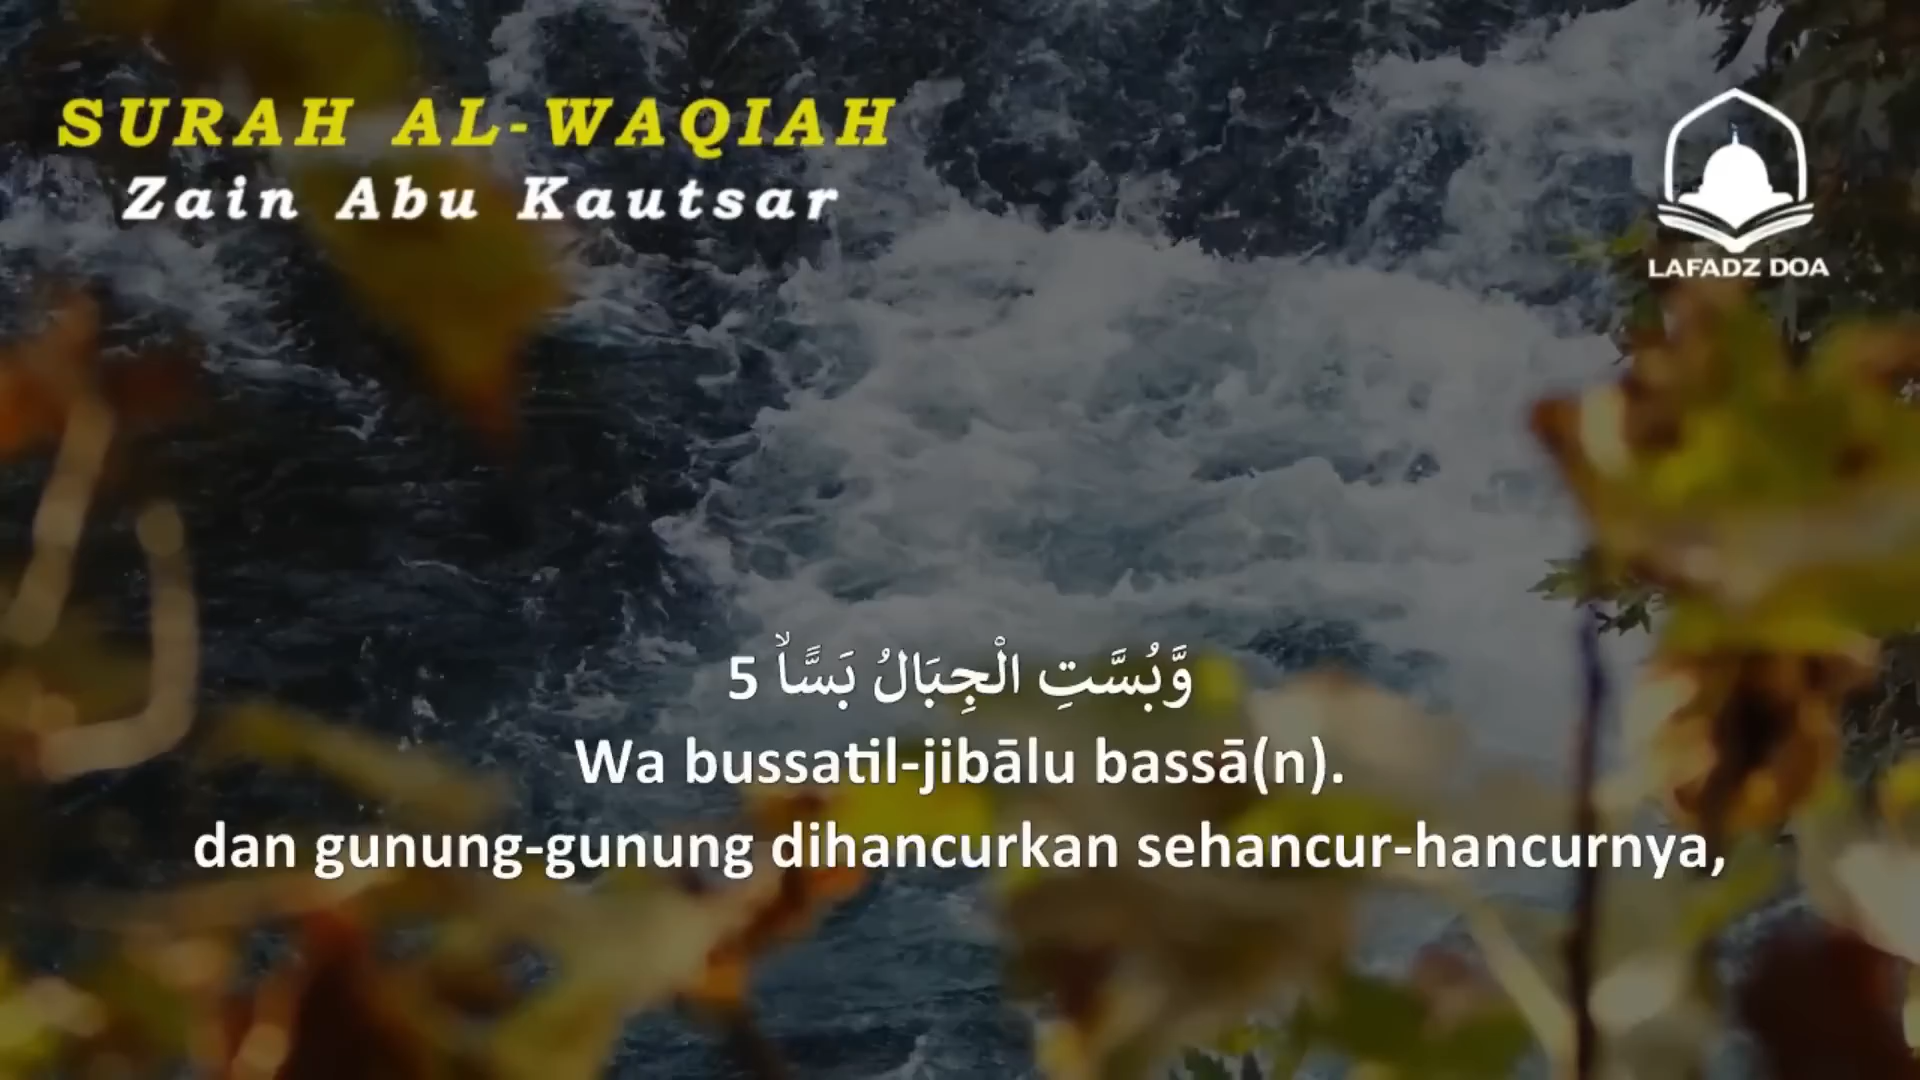 SURAH AL-WAQIAH
Zain Abu Kautsar
LAFADZ DOA
وَّبُسَّتِ الْجِبَالُ بَسًّاۙ 5
Wa bussatil-jibālu bassā(n).
dan gunung-gunung dihancurkan sehancur-hancurnya,